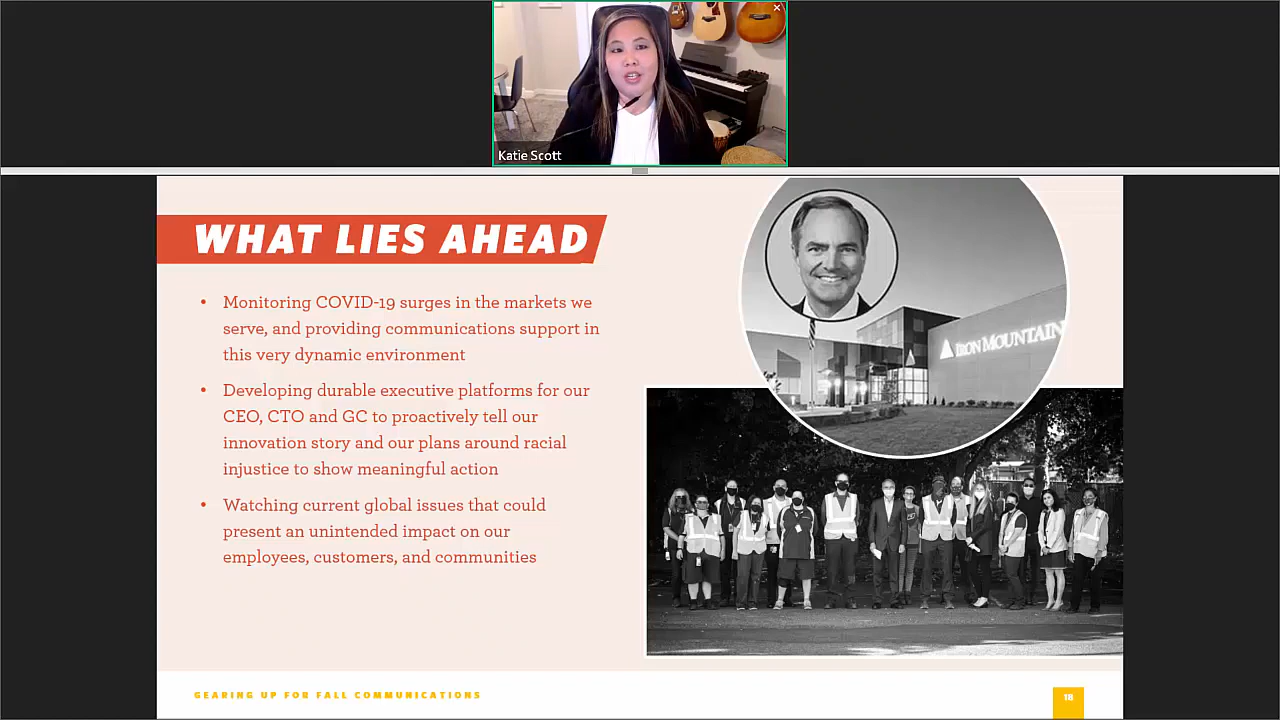 Katie Scott
WHAT LIES AHEAD
• Monitoring COVID-19 surges in the markets we
serve, and providing communications support in
this very dynamic environment
• Developing durable executive platforms for our
CEO, CTO and GC to proactively tell our
innovation story and our plans around racial
injustice to show meaningful action
• Watching current global issues that could
present an unintended impact on our
employees, customers, and communities
IRON MOUNTAIN
GEARING UP FOR FALL COMMUNICATIONS
18